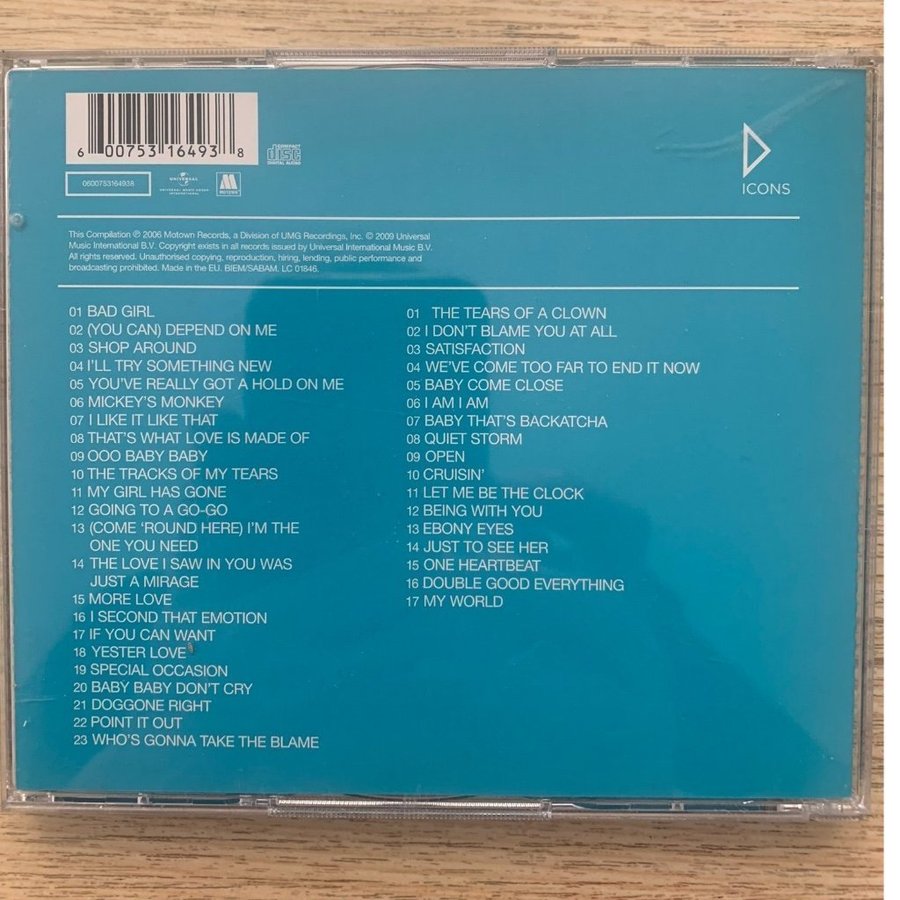 6 00753 16493 8
COMPACT
disc
DIGITAL AUDIO
0600753164938
UNIVERSAL
UNIVERSAL MUSIC GROUP
INTERNATIONAL
MOTOWN
ICONS
This Compilation ℗ 2006 Motown Records, a Division of UMG Recordings, Inc. © 2009 Universal
Music International B.V. Copyright exists in all records issued by Universal International Music B.V.
All rights reserved. Unauthorised copying, reproduction, hiring, lending, public performance and
broadcasting prohibited. Made in the EU. BIEM/SABAM. LC 01846.
01 BAD GIRL
02 (YOU CAN) DEPEND ON ME
03 SHOP AROUND
04 I'LL TRY SOMETHING NEW
05 YOU'VE REALLY GOT A HOLD ON ME
06 MICKEY'S MONKEY
07 I LIKE IT LIKE THAT
08 THAT'S WHAT LOVE IS MADE OF
09 OOO BABY BABY
10 THE TRACKS OF MY TEARS
11 MY GIRL HAS GONE
12 GOING TO A GO-GO
13 (COME 'ROUND HERE) I'M THE
ONE YOU NEED
14 THE LOVE I SAW IN YOU WAS
JUST A MIRAGE
15 MORE LOVE
16 I SECOND THAT EMOTION
17 IF YOU CAN WANT
18 YESTER LOVE
19 SPECIAL OCCASION
20 BABY BABY DON'T CRY
21 DOGGONE RIGHT
22 POINT IT OUT
23 WHO'S GONNA TAKE THE BLAME
01 THE TEARS OF A CLOWN
02 I DON'T BLAME YOU AT ALL
03 SATISFACTION
04 WE'VE COME TOO FAR TO END IT NOW
05 BABY COME CLOSE
06 I AM I AM
07 BABY THAT'S BACKATCHA
08 QUIET STORM
09 OPEN
10 CRUISIN'
11 LET ME BE THE CLOCK
12 BEING WITH YOU
13 EBONY EYES
14 JUST TO SEE HER
15 ONE HEARTBEAT
16 DOUBLE GOOD EVERYTHING
17 MY WORLD